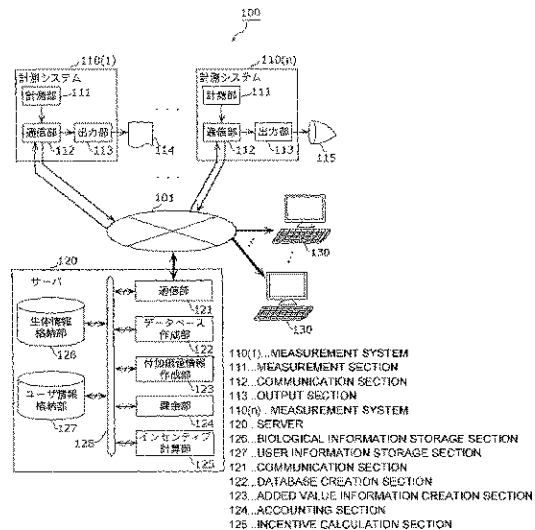 100
110(1)
110(n)
計測システム
計測部
111
通信部
出力部
112
113
114
計測システム
計測部
111
通信部
出力部
112
113
115
101
130
130
120
サーバ
生体情報
格納部
126
ユーザ情報
格納部
127
128
通信部
121
データベース
作成部
122
付加価値情報
作成部
123
課金部
124
インセンティブ
計算部
125
110(1)...MEASUREMENT SYSTEM
111...MEASUREMENT SECTION
112...COMMUNICATION SECTION
113...OUTPUT SECTION
110(n)...MEASUREMENT SYSTEM
120...SERVER
126...BIOLOGICAL INFORMATION STORAGE SECTION
127...USER INFORMATION STORAGE SECTION
121...COMMUNICATION SECTION
122...DATABASE CREATION SECTION
123...ADDED VALUE INFORMATION CREATION SECTION
124...ACCOUNTING SECTION
125...INCENTIVE CALCULATION SECTION